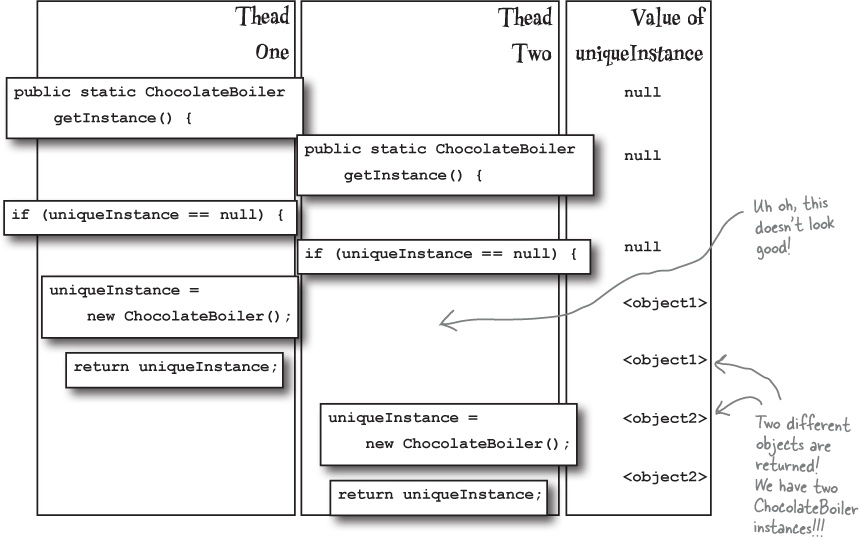 Thead
One
Thead
Two
Value of
uniqueInstance
public static ChocolateBoiler
getInstance() {
null
public static ChocolateBoiler
getInstance() {
null
if (uniqueInstance == null) {
if (uniqueInstance == null) {
null
Uh oh, this
doesn't look
good!
uniqueInstance =
new ChocolateBoiler();
<object1>
return uniqueInstance;
<object1>
uniqueInstance =
new ChocolateBoiler();
<object2>
return uniqueInstance;
<object2>
Two different
objects are
returned!
We have two
ChocolateBoiler
instances!!!